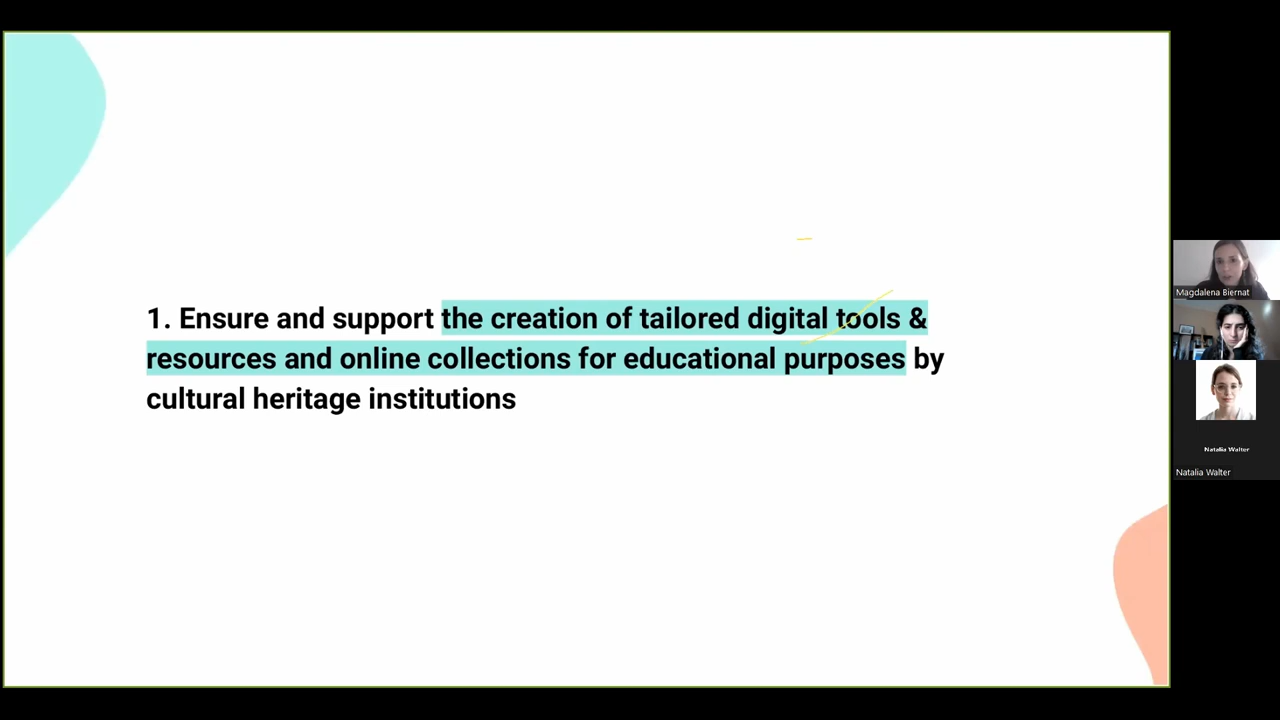 1. Ensure and support the creation of tailored digital tools &
resources and online collections for educational purposes by
cultural heritage institutions
Magdalena Biernat
Natalia Walter
Natalia Walter